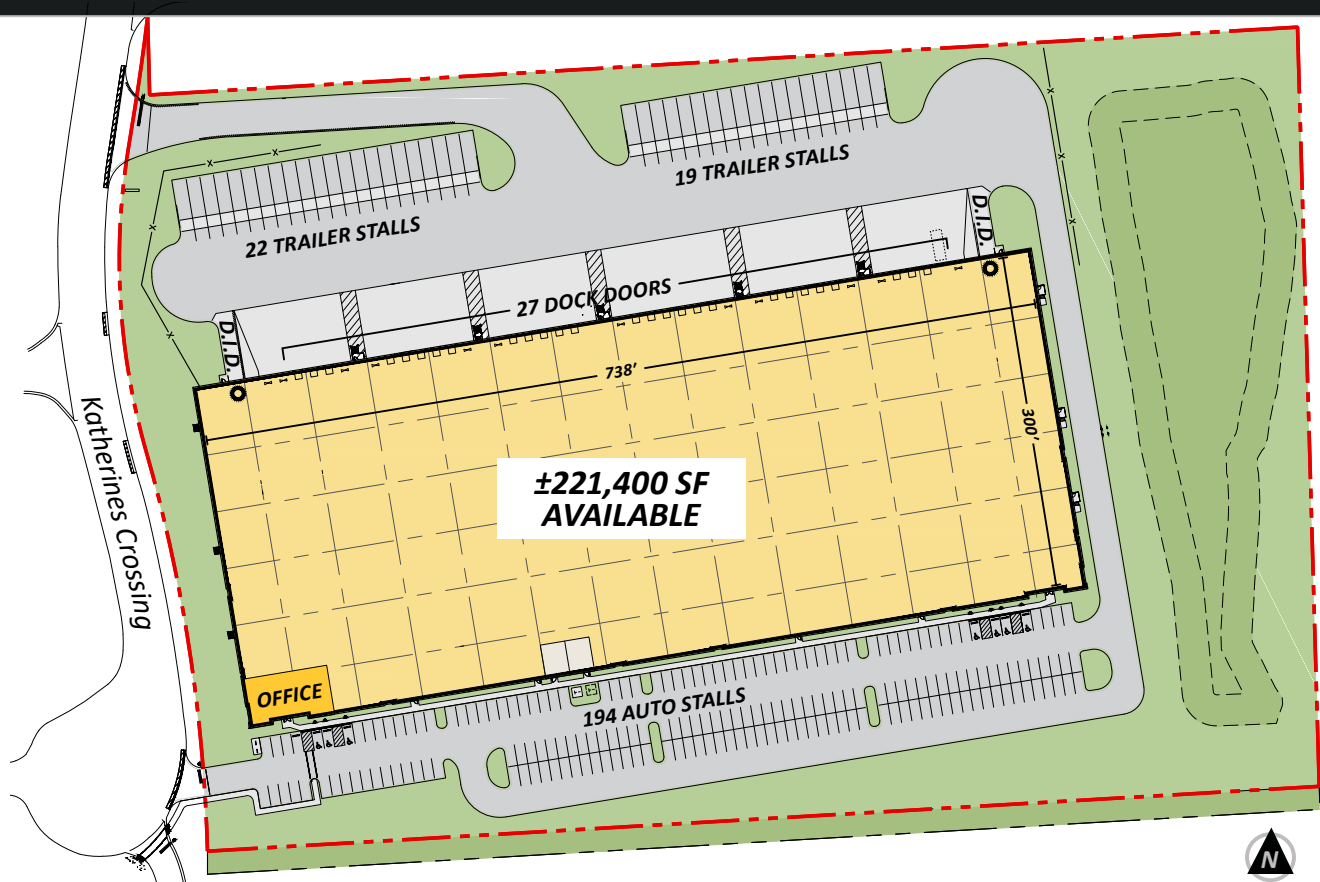 19 TRAILER STALLS
22 TRAILER STALLS
D.I.D.
27 DOCK DOORS
D.I.D.
738'
300'
Katherines Crossing
±221,400 SF
AVAILABLE
OFFICE
194 AUTO STALLS
N